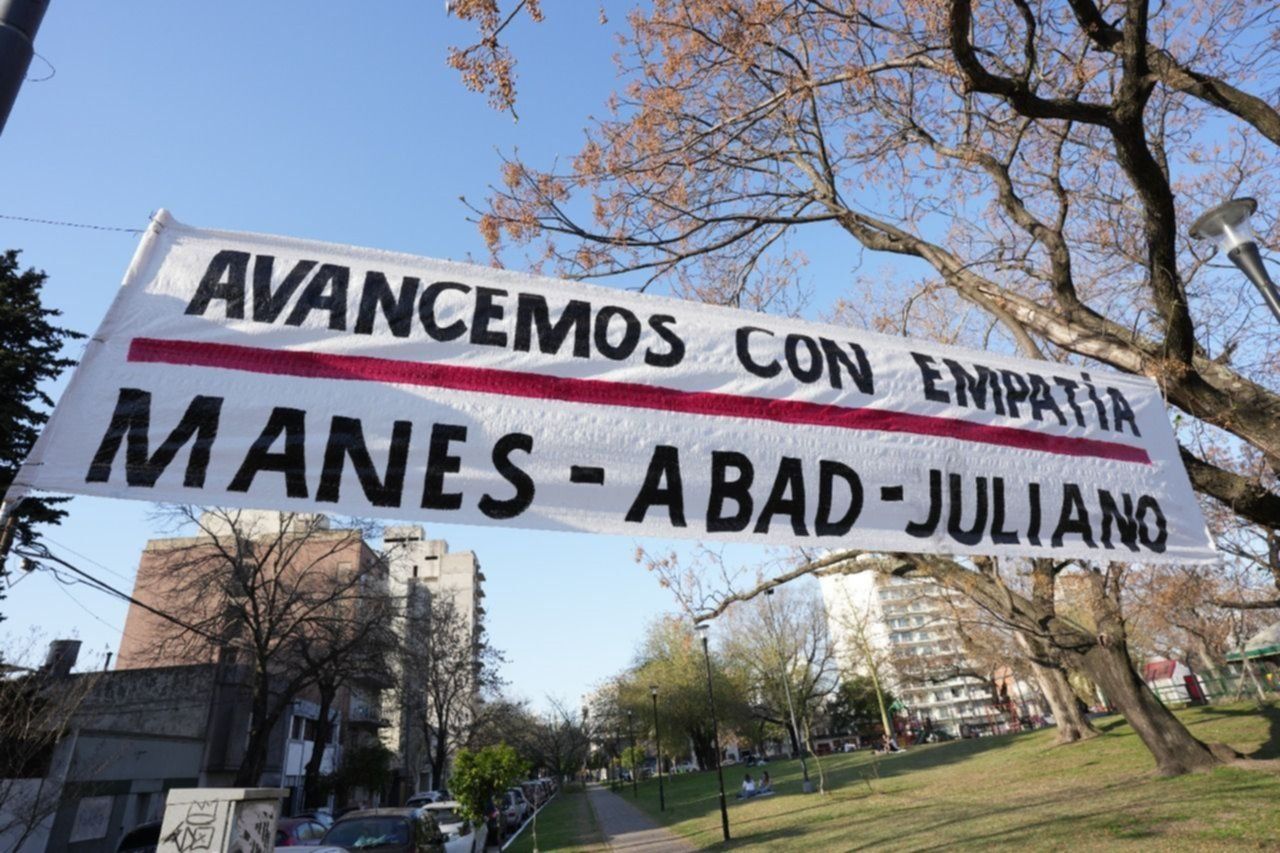 AVANCEMOS CON EMPATÍA
MANES - ABAD - JULIANO